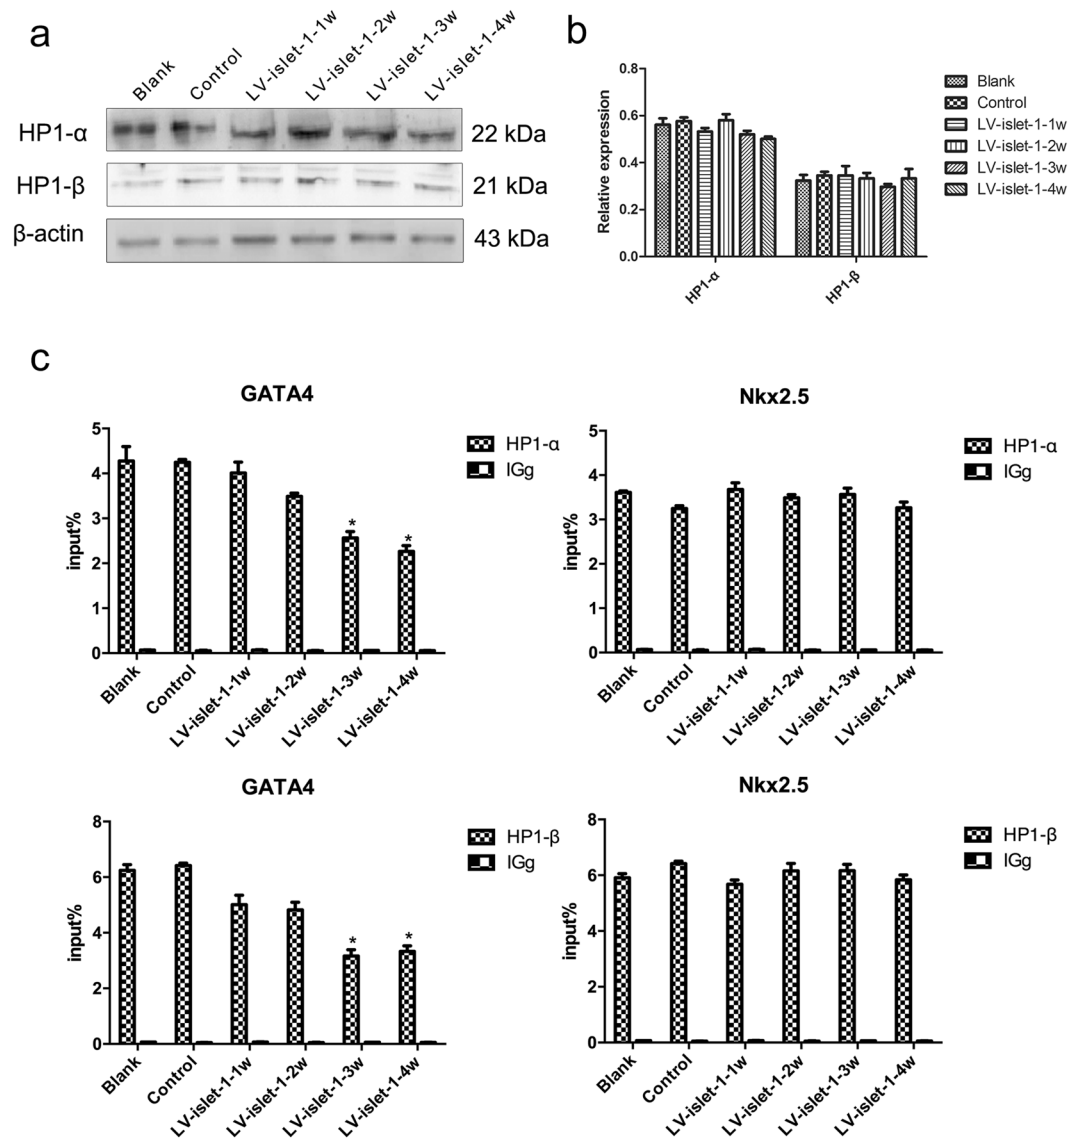 a
Blank
Control
LV-islet-1-1w
LV-islet-1-2w
LV-islet-1-3w
LV-islet-1-4w
HP1-α
22 kDa
HP1-β
21 kDa
β-actin
43 kDa
b
Relative expression
0.8
0.6
0.4
0.2
0.0
HP1-α
HP1-β
Blank
Control
LV-islet-1-1w
LV-islet-1-2w
LV-islet-1-3w
LV-islet-1-4w
c
GATA4
input%
5
4
3
2
1
0
* *
Blank
Control
LV-islet-1-1w
LV-islet-1-2w
LV-islet-1-3w
LV-islet-1-4w
HP1-α
IGg
Nkx2.5
input%
5
4
3
2
1
0
Blank
Control
LV-islet-1-1w
LV-islet-1-2w
LV-islet-1-3w
LV-islet-1-4w
HP1-α
IGg
GATA4
input%
8
6
4
2
0
* *
Blank
Control
LV-islet-1-1w
LV-islet-1-2w
LV-islet-1-3w
LV-islet-1-4w
HP1-β
IGg
Nkx2.5
input%
8
6
4
2
0
Blank
Control
LV-islet-1-1w
LV-islet-1-2w
LV-islet-1-3w
LV-islet-1-4w
HP1-β
IGg